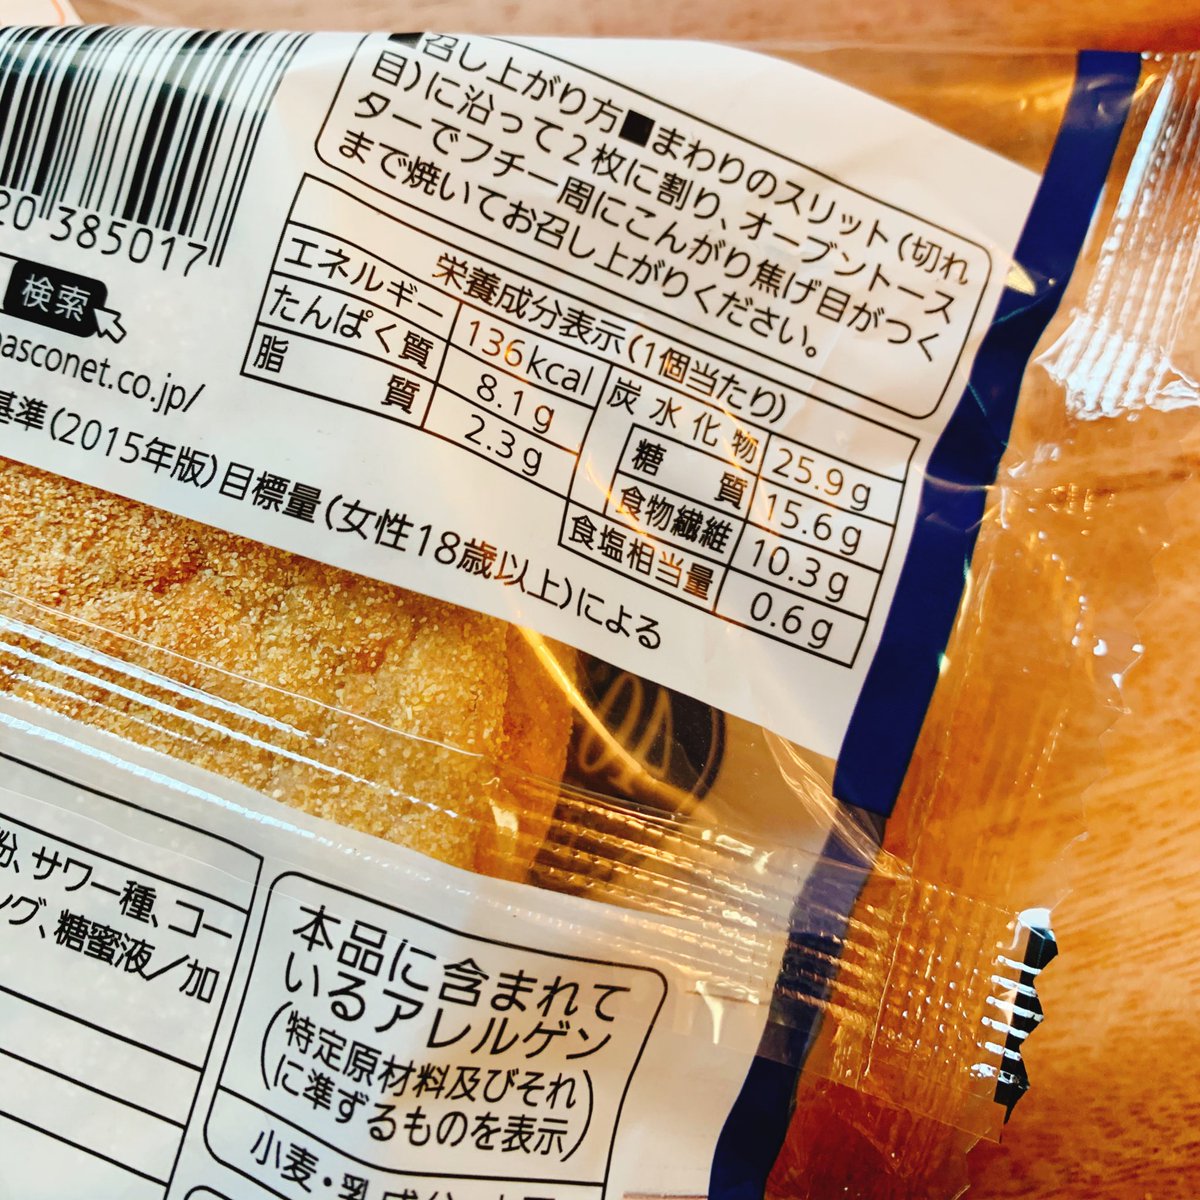 召し上がり方■まわりのスリット(切れ
目)に沿って2枚に割り、オーブントース
ターでフチ一周にこんがり焦げ目がつく
まで焼いてお召し上がりください。
20 385017
検索
asconet.co.jp/
栄養成分表示(1個当たり)
エネルギー 136kcal 炭水化物 25.9g
たんぱく質 8.1g 糖質 15.6g
脂質 2.3g 食物繊維 10.3g
食塩相当量 0.6g
基準(2015年版)目標量(女性18歳以上)による
粉、サワー種、コー
ング、糖蜜液/加
本品に含まれて
いるアレルゲン
(特定原材料及びそれ
に準ずるものを表示)
小麦・乳成分